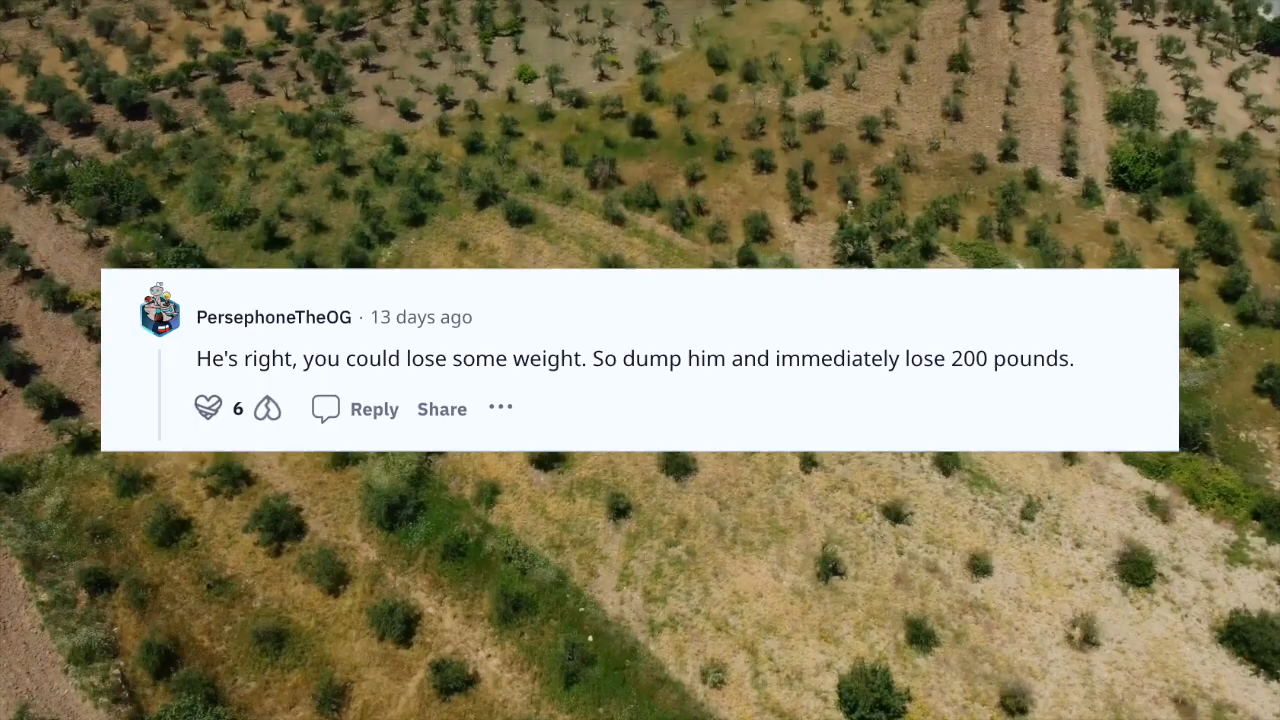 PersephoneTheOG · 13 days ago
He's right, you could lose some weight. So dump him and immediately lose 200 pounds.
6 Reply Share ...